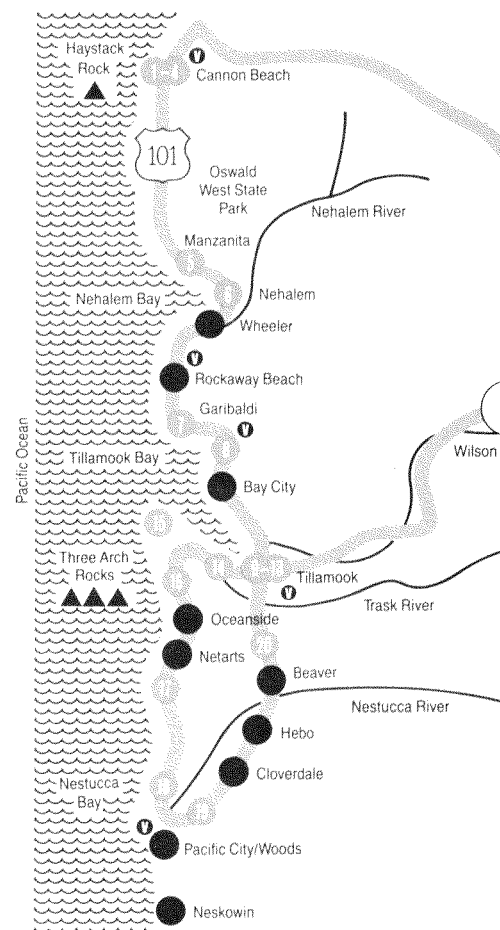 Haystack
Rock
V
Cannon Beach
101
Oswald
West State
Park
Nehalem River
Manzanita
Nehalem Bay
Nehalem
Wheeler
V
Rockaway Beach
Garibaldi
V
Pacific Ocean
Tillamook Bay
Wilson
Bay City
Three Arch
Rocks
Tillamook
V
Trask River
Oceanside
Netarts
Beaver
Nestucca River
Hebo
Cloverdale
Nestucca
Bay
V
Pacific City/Woods
Neskowin